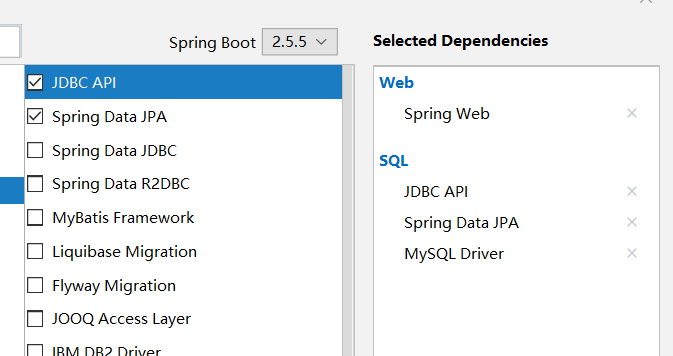 Spring Boot 2.5.5
JDBC API
Spring Data JPA
Spring Data JDBC
Spring Data R2DBC
MyBatis Framework
Liquibase Migration
Flyway Migration
JOOQ Access Layer
IBM DB2 Driver
Selected Dependencies
Web
Spring Web
SQL
JDBC API
Spring Data JPA
MySQL Driver